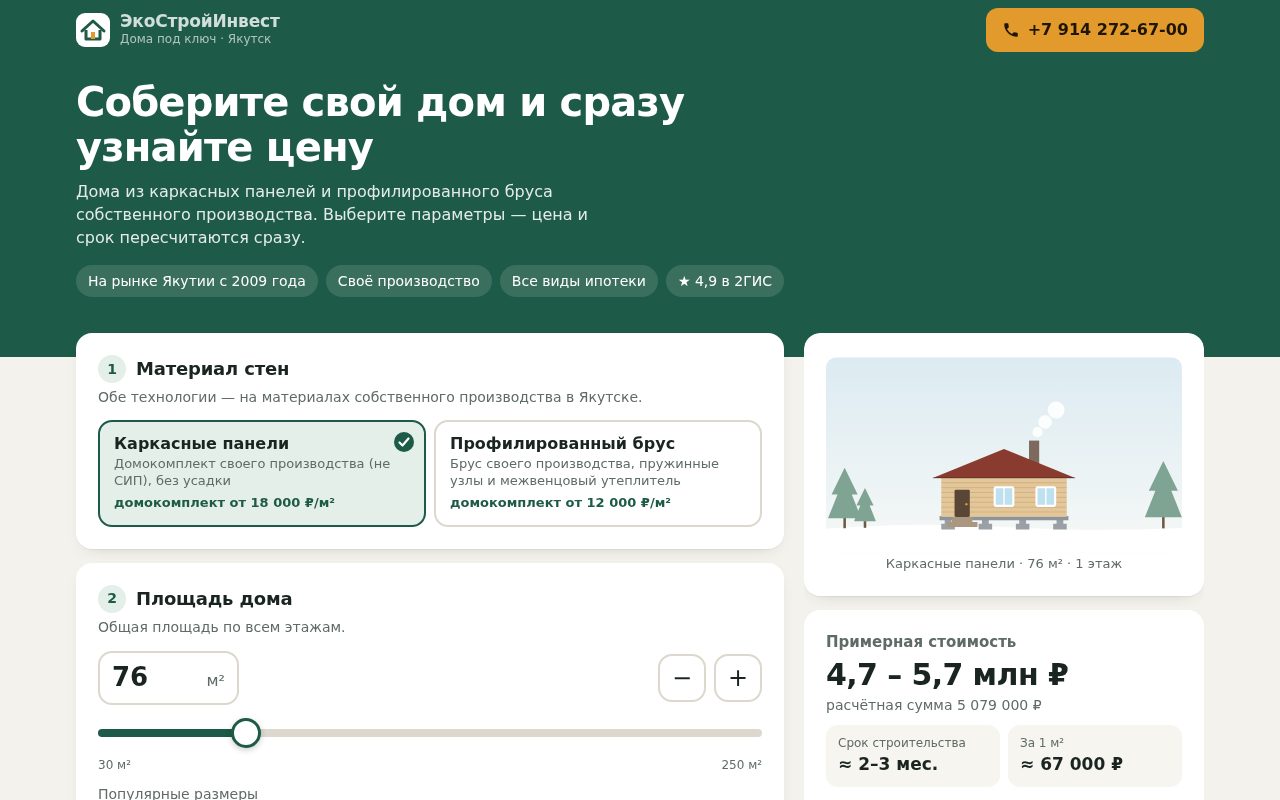 ЭкоСтройИнвест
Дома под ключ · Якутск
+7 914 272-67-00
Соберите свой дом и сразу
узнайте цену
Дома из каркасных панелей и профилированного бруса
собственного производства. Выберите параметры — цена и
срок пересчитаются сразу.
На рынке Якутии с 2009 года
Своё производство
Все виды ипотеки
★ 4,9 в 2ГИС
1 Материал стен
Обе технологии — на материалах собственного производства в Якутске.
Каркасные панели
Домокомплект своего производства (не
СИП), без усадки
домокомплект от 18 000 ₽/м²
Профилированный брус
Брус своего производства, пружинные
узлы и межвенцовый утеплитель
домокомплект от 12 000 ₽/м²
2 Площадь дома
Общая площадь по всем этажам.
76 м²
− +
30 м² 250 м²
Популярные размеры
Каркасные панели · 76 м² · 1 этаж
Примерная стоимость
4,7 – 5,7 млн ₽
расчётная сумма 5 079 000 ₽
Срок строительства
≈ 2–3 мес.
За 1 м²
≈ 67 000 ₽